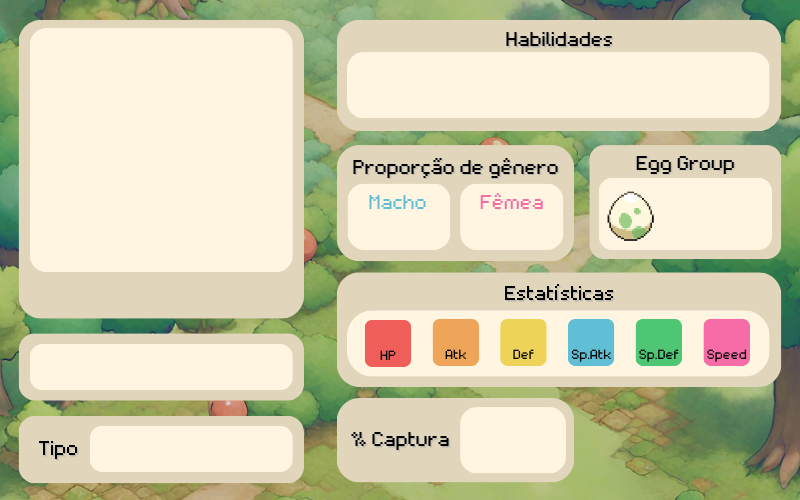 Habilidades
Proporção de gênero
Macho
Fêmea
Egg Group
Estatísticas
HP
Atk
Def
Sp.Atk
Sp.Def
Speed
% Captura
Tipo